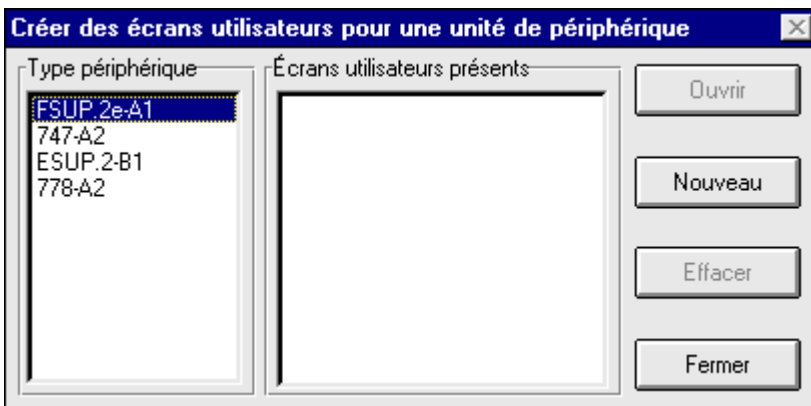 Créer des écrans utilisateurs pour une unité de périphérique
Type périphérique
FSUP.2e-A1
747-A2
ESUP.2-B1
778-A2
Écrans utilisateurs présents
Ouvrir
Nouveau
Effacer
Fermer